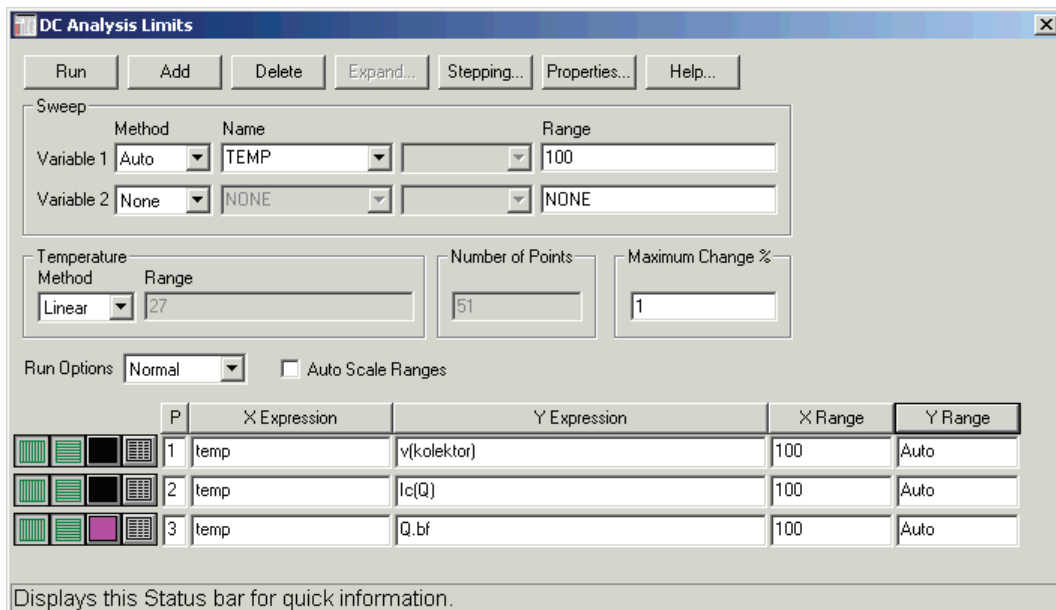 DC Analysis Limits
Run Add Delete Expand... Stepping... Properties... Help...
Sweep
Method Name Range
Variable 1 Auto TEMP 100
Variable 2 None NONE NONE
Temperature Number of Points Maximum Change %
Method Range
Linear 27 51 1
Run Options Normal Auto Scale Ranges
P X Expression Y Expression X Range Y Range
1 temp v(kolektor) 100 Auto
2 temp Ic(Q) 100 Auto
3 temp Q.bf 100 Auto
Displays this Status bar for quick information.